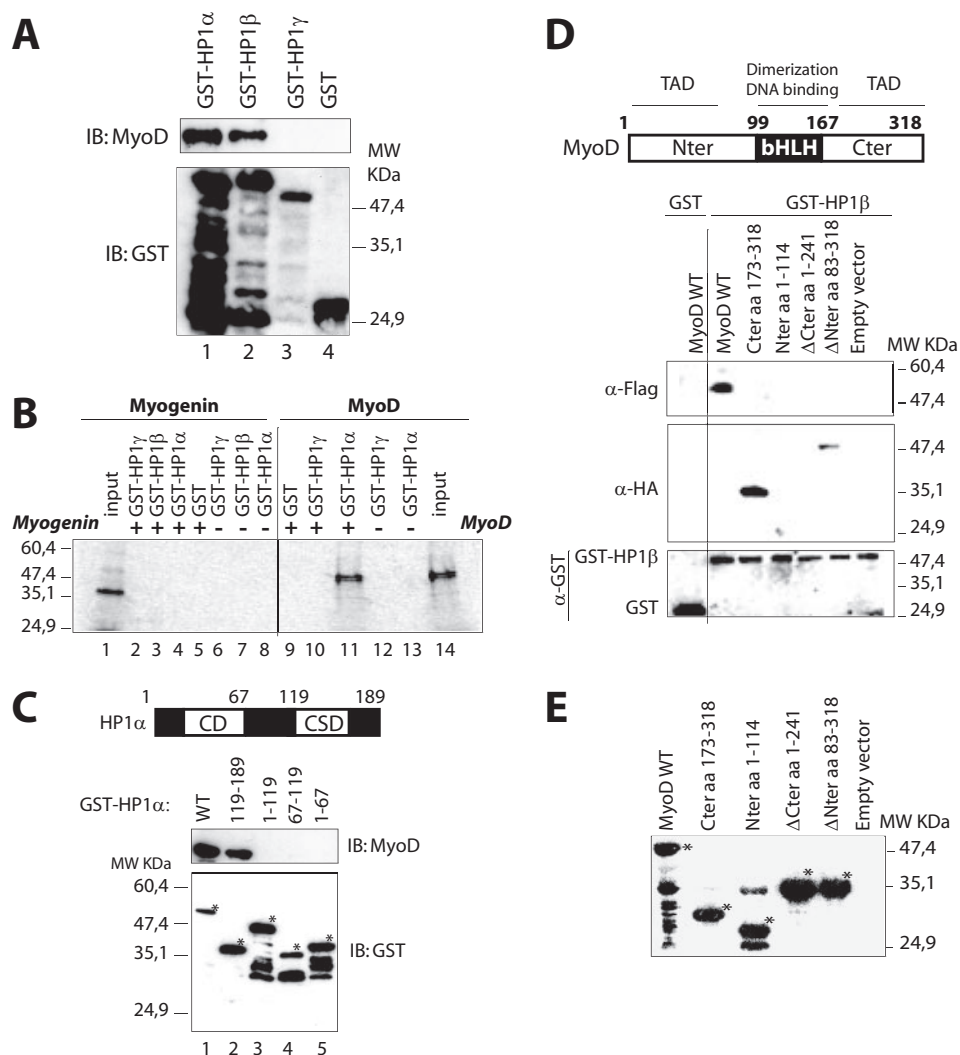 A
GST-HP1α
GST-HP1β
GST-HP1γ
GST
IB: MyoD
MW
KDa
47,4
35,1
24,9
IB: GST
1 2 3 4
B
Myogenin MyoD
input
GST-HP1γ
GST-HP1β
GST-HP1α
GST
GST-HP1γ
GST-HP1β
GST-HP1α
GST
GST-HP1γ
GST-HP1α
GST-HP1γ
GST-HP1α
input
Myogenin + + + + - - - + + + - - MyoD
60,4
47,4
35,1
24,9
1 2 3 4 5 6 7 8 9 10 11 12 13 14
C
1 67 119 189
HP1α CD CSD
GST-HP1α:
WT
119-189
1-119
67-119
1-67
IB: MyoD
MW KDa
60,4
47,4
35,1
24,9
IB: GST
* * * * *
1 2 3 4 5
D
Dimerization
TAD DNA binding TAD
1 99 167 318
MyoD Nter bHLH Cter
GST GST-HP1β
MyoD WT
MyoD WT
Cter aa 173-318
Nter aa 1-114
ΔCter aa 1-241
ΔNter aa 83-318
Empty vector
MW KDa
α-Flag
60,4
47,4
α-HA
47,4
35,1
24,9
α-GST
GST-HP1β
GST
47,4
35,1
24,9
E
MyoD WT
Cter aa 173-318
Nter aa 1-114
ΔCter aa 1-241
ΔNter aa 83-318
Empty vector
MW KDa
47,4
35,1
24,9
* * * * *